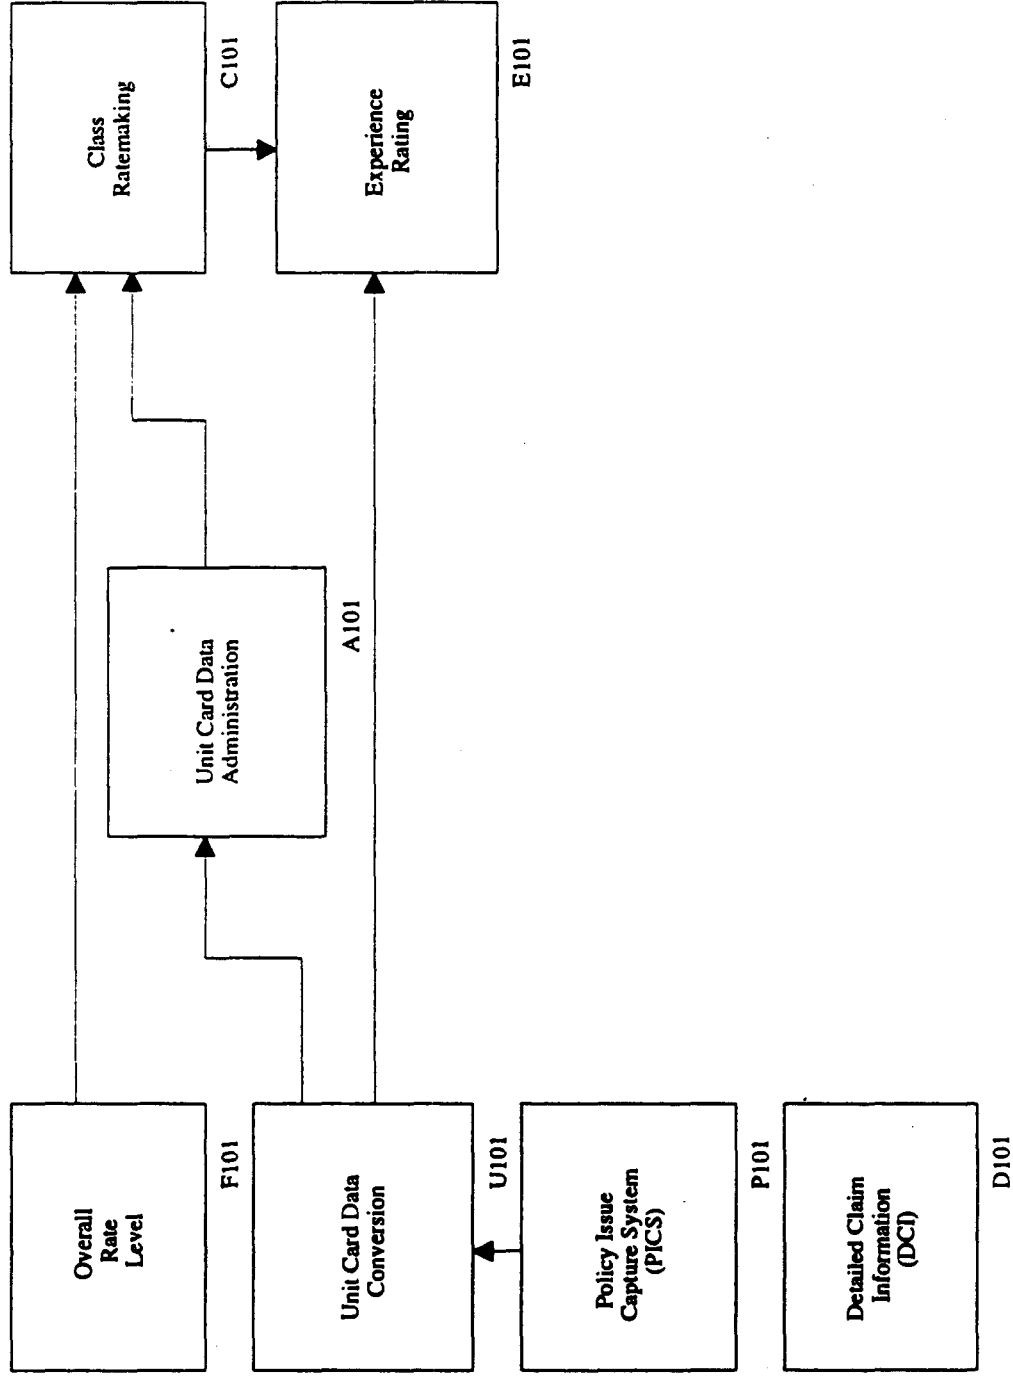 Overall
Rate
Level
F101
Unit Card Data
Conversion
U101
Policy Issue
Capture System
(PICS)
P101
Detailed Claim
Information
(DCI)
D101
Unit Card Data
Administration
A101
Class
Ratemaking
C101
Experience
Rating
E101